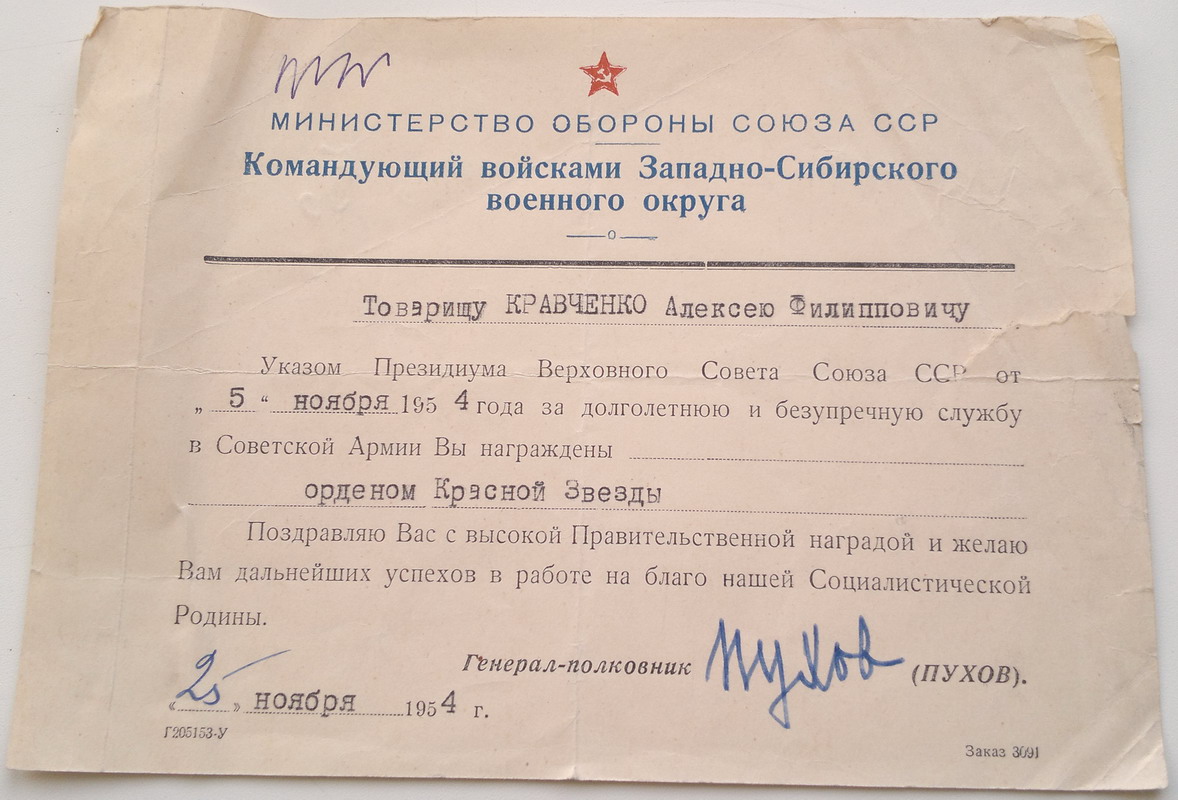 МИНИСТЕРСТВО ОБОРОНЫ СОЮЗА ССР
Командующий войсками Западно-Сибирского
военного округа
Товарищу КРАВЧЕНКО Алексею Филипповичу
Указом Президиума Верховного Совета Союза ССР от
„ 5 “ ноября 1954 года за долголетнюю и безупречную службу
в Советской Армии Вы награждены
орденом Красной Звезды
Поздравляю Вас с высокой Правительственной наградой и желаю
Вам дальнейших успехов в работе на благо нашей Социалистической
Родины.
Генерал-полковник Пухов (ПУХОВ).
« 25 » ноября 1954 г.
Г205153-У
Заказ 3091